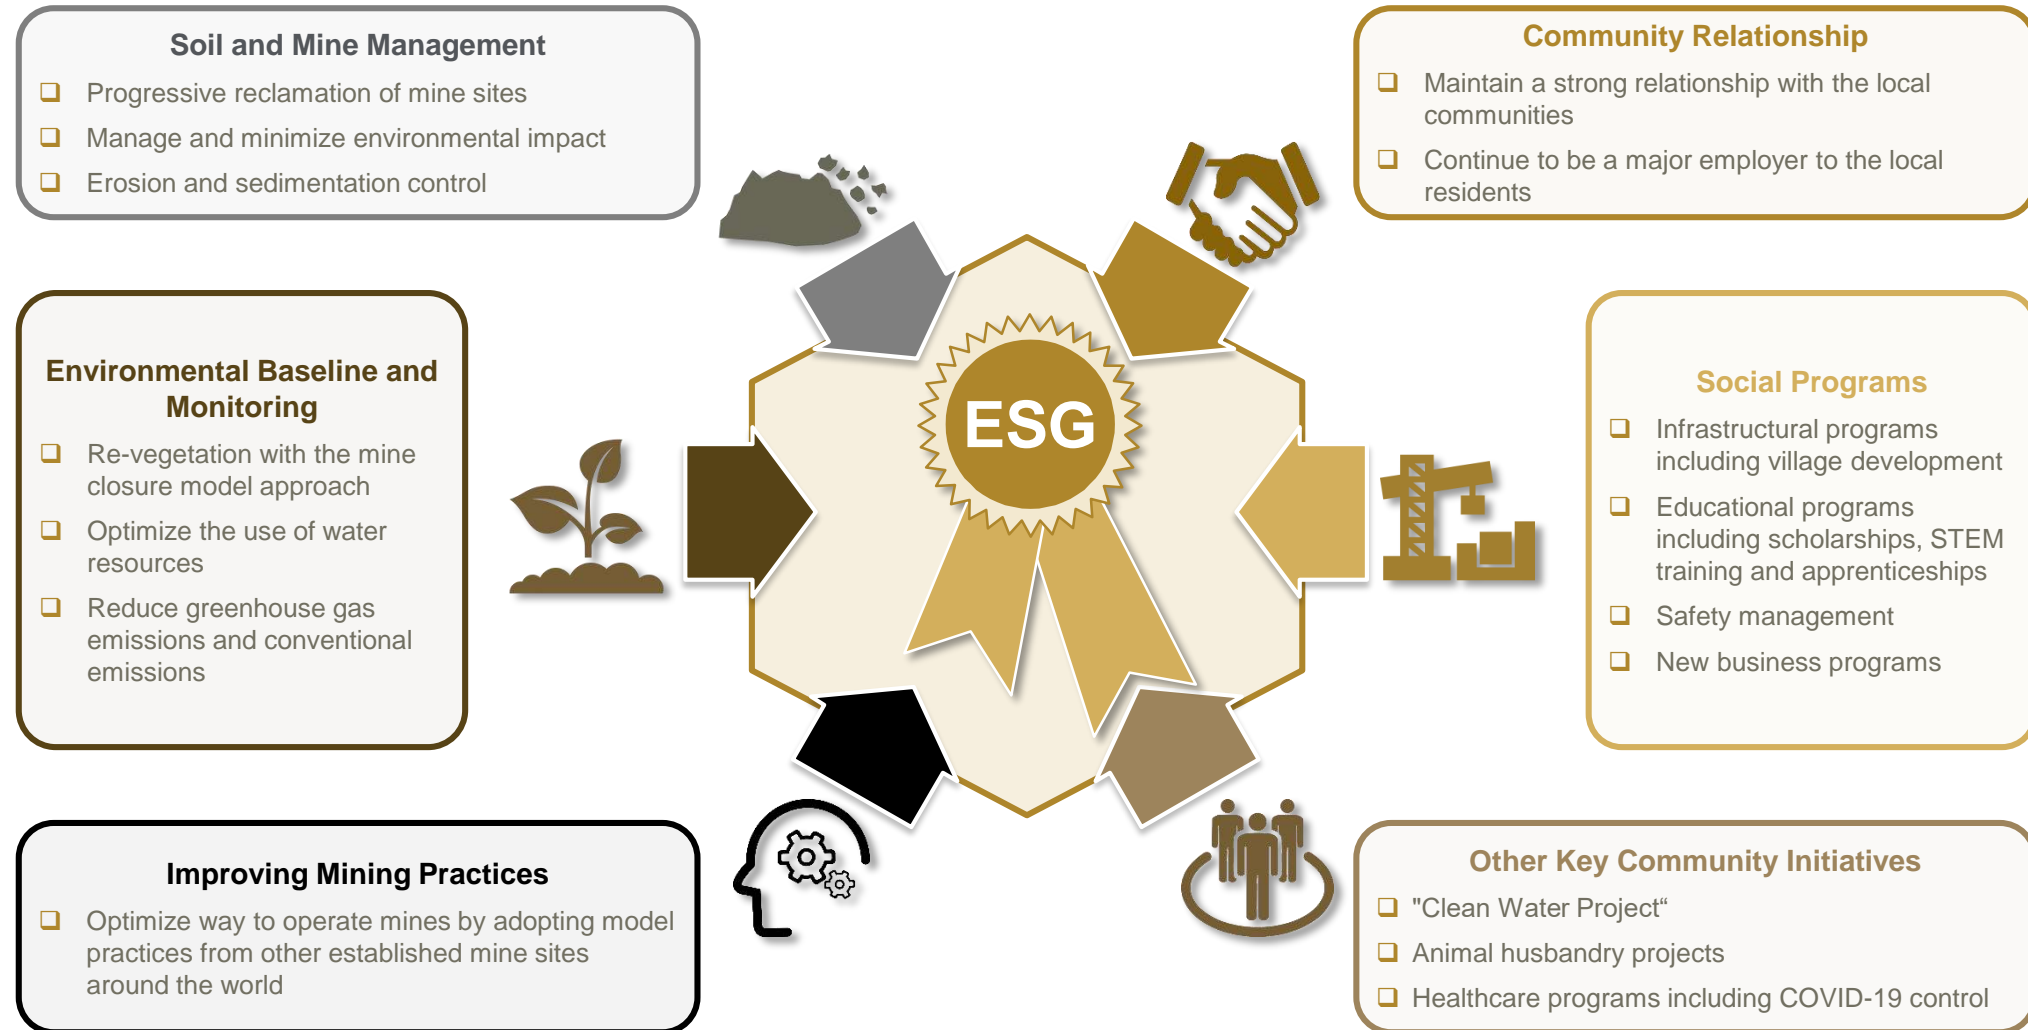 Soil and Mine Management
❑ Progressive reclamation of mine sites
❑ Manage and minimize environmental impact
❑ Erosion and sedimentation control
Community Relationship
❑ Maintain a strong relationship with the local
communities
❑ Continue to be a major employer to the local
residents
Environmental Baseline and
Monitoring
❑ Re-vegetation with the mine
closure model approach
❑ Optimize the use of water
resources
❑ Reduce greenhouse gas
emissions and conventional
emissions
ESG
Social Programs
❑ Infrastructural programs
including village development
❑ Educational programs
including scholarships, STEM
training and apprenticeships
❑ Safety management
❑ New business programs
Improving Mining Practices
❑ Optimize way to operate mines by adopting model
practices from other established mine sites
around the world
Other Key Community Initiatives
❑ "Clean Water Project“
❑ Animal husbandry projects
❑ Healthcare programs including COVID-19 control